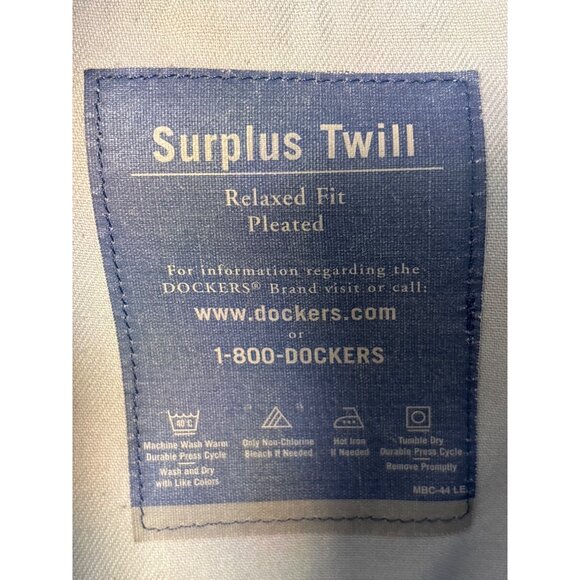 Surplus Twill
Relaxed Fit
Pleated
For information regarding the
DOCKERS® Brand visit or call:
www.dockers.com
or
1-800-DOCKERS
40°C
Machine Wash Warm
Durable Press Cycle
Wash and Dry
with Like Colors
Only Non-Chlorine
Bleach If Needed
Hot Iron
If Needed
Tumble Dry
Durable Press Cycle
Remove Promptly
MBC-44 LE